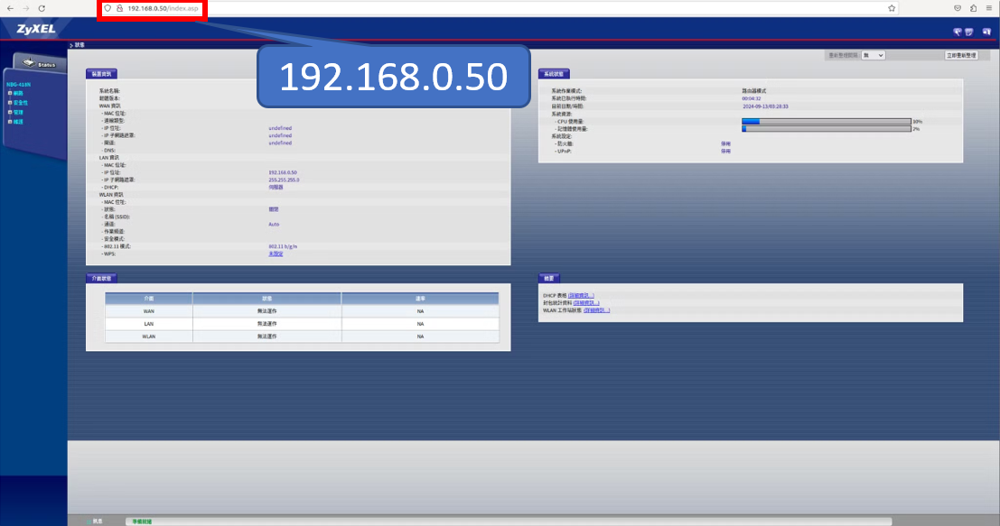 192.168.0.50/index.asp
ZyXEL
狀態
192.168.0.50
重新整理間隔: 無
立即重新整理
Status
NBG-418N
網路
安全性
管理
維護
裝置資訊
系統名稱:
韌體版本:
WAN 資訊
- MAC 位址:
- 連線類型:
- IP 位址: undefined
- IP 子網路遮罩: undefined
- 閘道: undefined
- DNS:
LAN 資訊
- MAC 位址:
- IP 位址: 192.168.0.50
- IP 子網路遮罩: 255.255.255.0
- DHCP: 伺服器
WLAN 資訊
- MAC 位址:
- 狀態: 關閉
- 名稱 (SSID):
- 通道: Auto
- 作業頻道:
- 安全模式:
- 802.11 模式: 802.11 b/g/n
- WPS: 未設定
系統狀態
系統作業模式: 路由器模式
系統已執行時間: 00:04:32
目前日期/時間: 2024-09-13/03:28:33
系統資源:
- CPU 使用量: 10%
- 記憶體使用量: 2%
系統設定:
- 防火牆: 停用
- UPnP: 停用
介面狀態
介面 狀態 速率
WAN 無法運作 NA
LAN 無法運作 NA
WLAN 無法運作 NA
摘要
DHCP 表格 (詳細資訊...)
封包統計資料 (詳細資訊...)
WLAN 工作站狀態 (詳細資訊...)
訊息
準備就緒